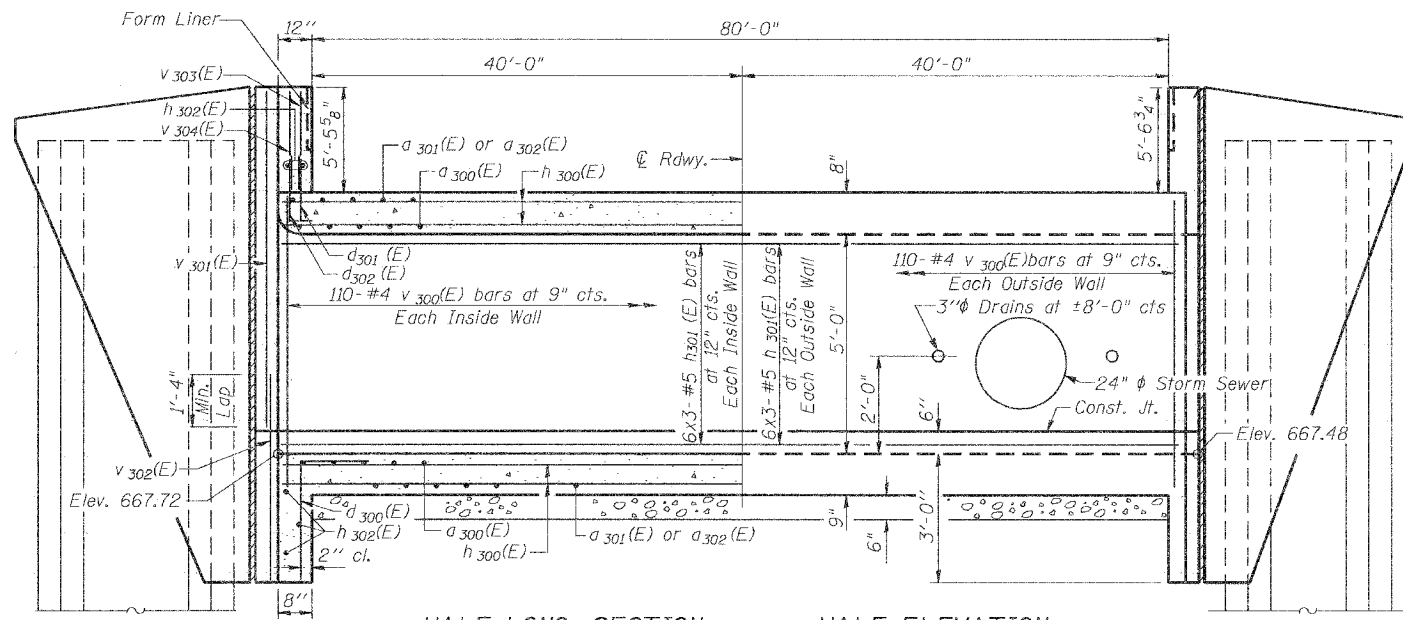 Form Liner
12"
80'-0"
40'-0"
40'-0"
v 303(E)
h 302(E)
v 304(E)
5'-5 5/8"
a 301(E) or a 302(E)
a 300(E)
h 300(E)
℄ Rdwy.
8"
5'-6 3/4"
v 301(E)
d301 (E)
d302 (E)
110-#4 v 300(E) bars at 9" cts.
Each Inside Wall
6x3-#5 h301 (E) bars
at 12" cts.
Each Inside Wall
6x3-#5 h 301(E) bars
at 12" cts.
Each Outside Wall
5'-0"
110-#4 v 300(E)bars at 9" cts.
Each Outside Wall
3"ϕ Drains at ±8'-0" cts
2'-0"
6"
24" ϕ Storm Sewer
Const. Jt.
Elev. 667.48
1'-4"
Min.
Lap
v 302(E)
Elev. 667.72
d 300(E)
h 302(E)
2" cl.
a 300(E)
h 300(E)
a 301(E) or a 302(E)
9"
6"
3'-0"
8"
HALF LONG. SECTION
HALF ELEVATION